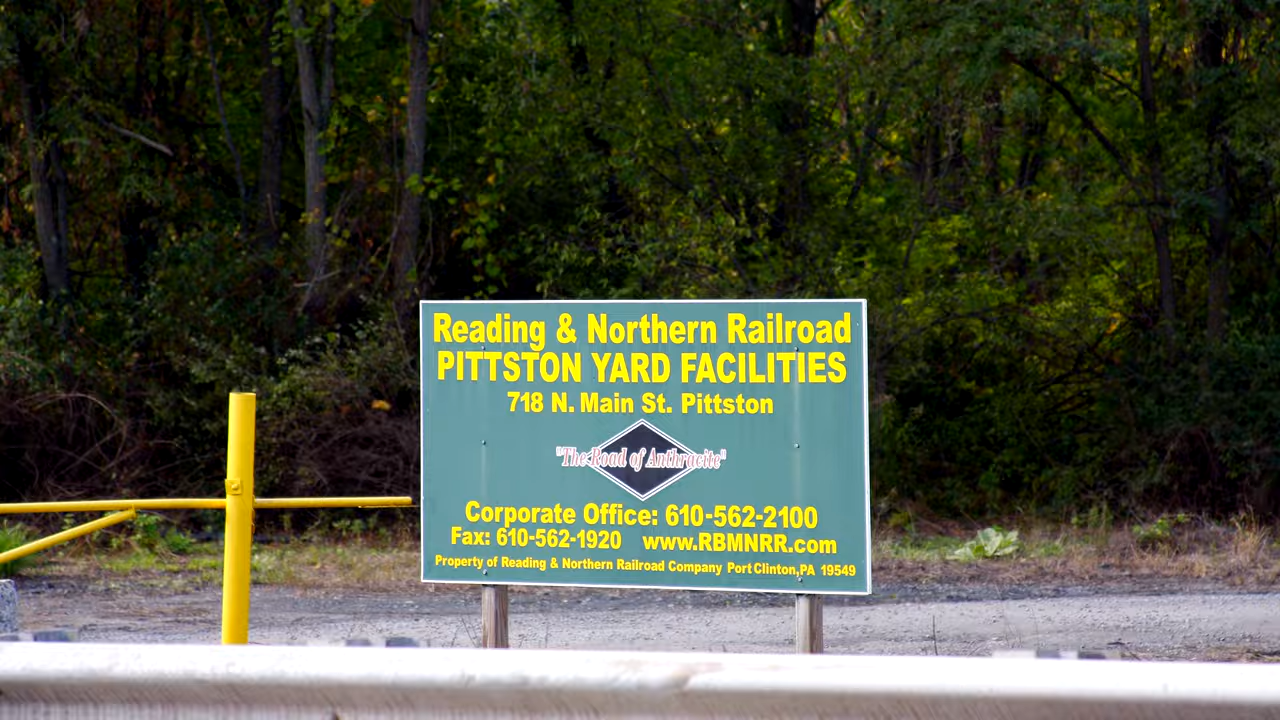 Reading & Northern Railroad
PITTSTON YARD FACILITIES
718 N. Main St. Pittston
"The Road of Anthracite"
Corporate Office: 610-562-2100
Fax: 610-562-1920 www.RBMNRR.com
Property of Reading & Northern Railroad Company Port Clinton,PA 19549